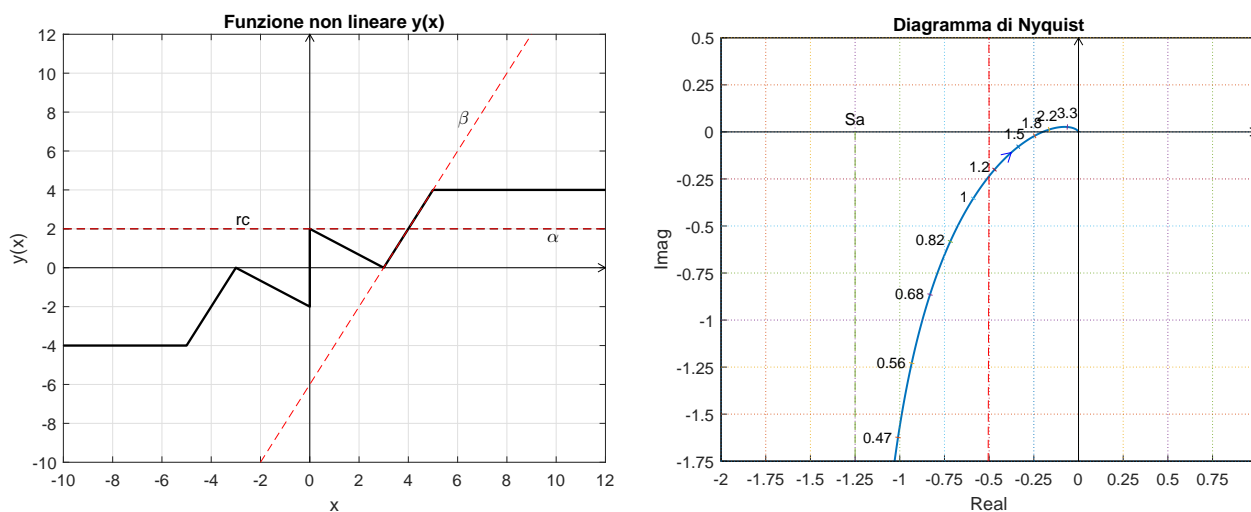 Funzione non lineare y(x)
12
10
8
6
4
2
0
-2
-4
-6
-8
-10
-10 -8 -6 -4 -2 0 2 4 6 8 10 12
x
y(x)
β
rc
α
Diagramma di Nyquist
0.5
0.25
0
-0.25
-0.5
-0.75
-1
-1.25
-1.5
-1.75
-2 -1.75 -1.5 -1.25 -1 -0.75 -0.5 -0.25 0 0.25 0.5 0.75
Real
Imag
Sa
3.3
2.2
1.8
1.5
1.2
1
0.82
0.68
0.56
0.47